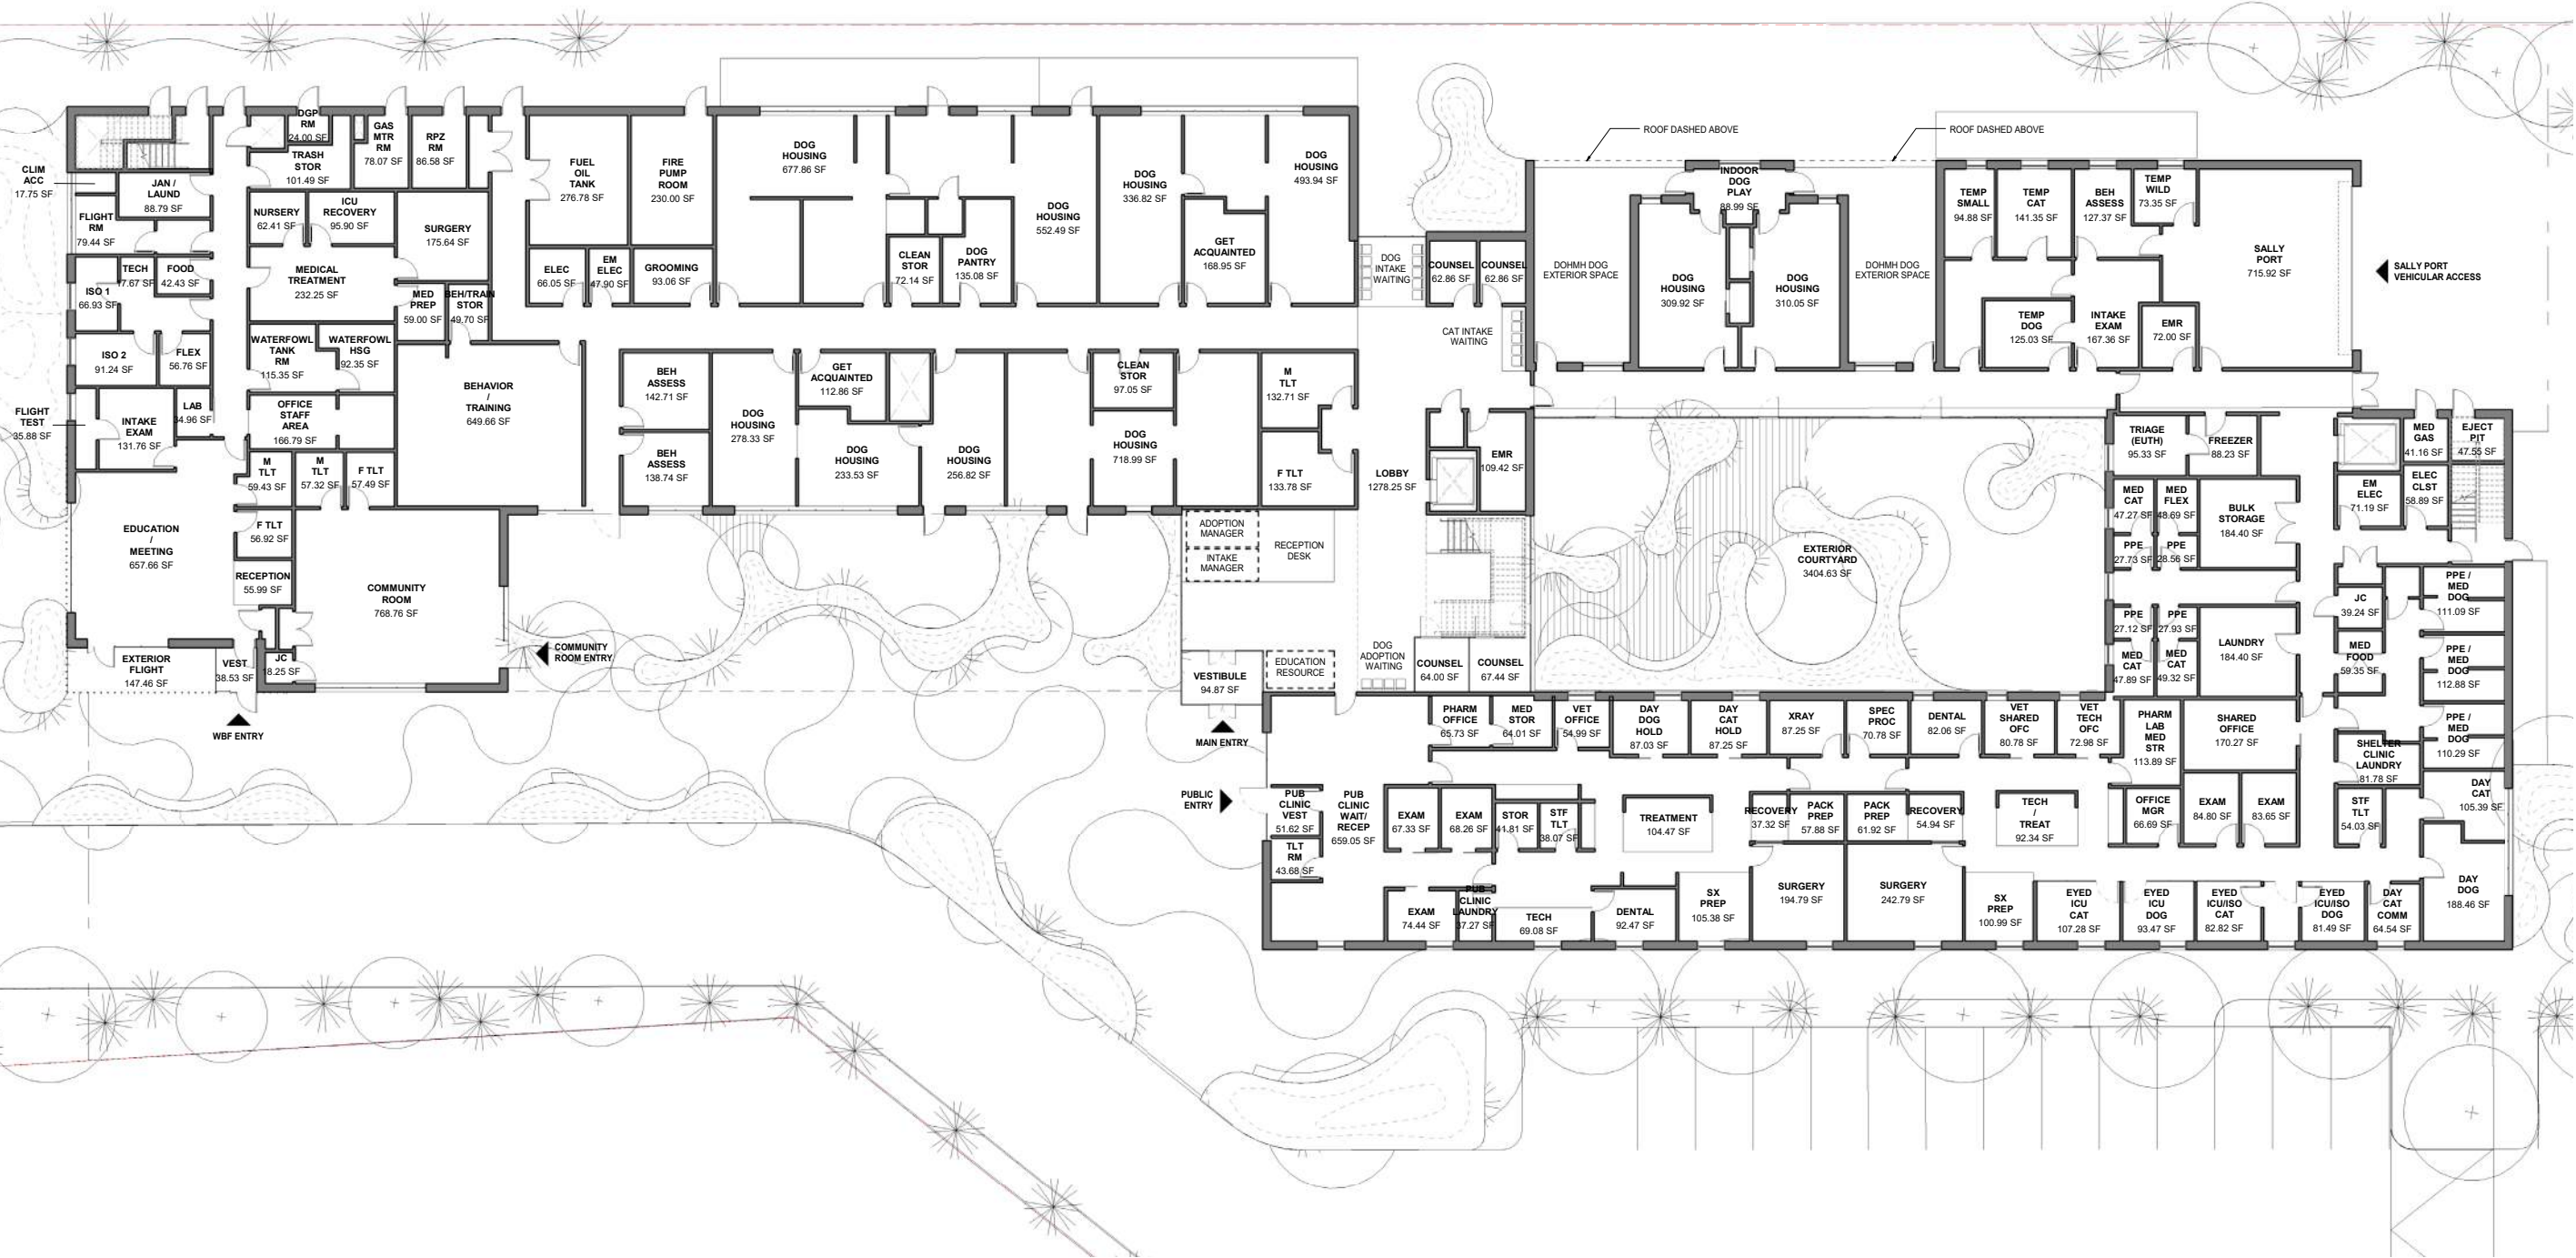 CLIM
ACC
17.75 SF
JAN /
LAUND
88.79 SF
FLIGHT
RM
79.44 SF
DGP
RM
24.00 SF
TRASH
STOR
101.49 SF
GAS
MTR
RM
78.07 SF
RPZ
RM
86.58 SF
NURSERY
62.41 SF
ICU
RECOVERY
95.90 SF
SURGERY
175.64 SF
TECH
FOOD
42.43 SF
ISO 1
66.93 SF
MEDICAL
TREATMENT
232.25 SF
MED
PREP
59.00 SF
BEH/TRAIN
STOR
49.70 SF
ISO 2
91.24 SF
FLEX
56.76 SF
WATERFOWL
TANK
RM
115.35 SF
WATERFOWL
HSG
92.35 SF
BEHAVIOR
/
TRAINING
649.66 SF
FLIGHT
TEST
35.88 SF
INTAKE
EXAM
131.76 SF
LAB
OFFICE
STAFF
AREA
166.79 SF
M
TLT
59.43 SF
M
TLT
57.32 SF
F TLT
57.49 SF
EDUCATION
/
MEETING
657.66 SF
F TLT
56.92 SF
RECEPTION
55.99 SF
COMMUNITY
ROOM
768.76 SF
EXTERIOR
FLIGHT
147.46 SF
VEST
38.53 SF
JC
COMMUNITY
ROOM ENTRY
WBF ENTRY
FUEL
OIL
TANK
276.78 SF
FIRE
PUMP
ROOM
230.00 SF
ELEC
66.05 SF
EM
ELEC
47.90 SF
GROOMING
93.06 SF
DOG
HOUSING
677.86 SF
CLEAN
STOR
72.14 SF
DOG
PANTRY
135.08 SF
DOG
HOUSING
552.49 SF
DOG
HOUSING
336.82 SF
DOG
HOUSING
493.94 SF
GET
ACQUAINTED
168.95 SF
BEH
ASSESS
142.71 SF
BEH
ASSESS
138.74 SF
DOG
HOUSING
278.33 SF
GET
ACQUAINTED
112.86 SF
DOG
HOUSING
233.53 SF
DOG
HOUSING
256.82 SF
CLEAN
STOR
97.05 SF
DOG
HOUSING
718.99 SF
M
TLT
132.71 SF
F TLT
133.78 SF
DOG
INTAKE
WAITING
COUNSEL
62.86 SF
COUNSEL
62.86 SF
CAT INTAKE
WAITING
LOBBY
1278.25 SF
EMR
109.42 SF
ADOPTION
MANAGER
INTAKE
MANAGER
RECEPTION
DESK
VESTIBULE
94.87 SF
EDUCATION
RESOURCE
DOG
ADOPTION
WAITING
COUNSEL
64.00 SF
COUNSEL
67.44 SF
MAIN ENTRY
ROOF DASHED ABOVE
ROOF DASHED ABOVE
DOHMH DOG
EXTERIOR SPACE
INDOOR
DOG
PLAY
88.99 SF
DOG
HOUSING
309.92 SF
DOG
HOUSING
310.05 SF
DOHMH DOG
EXTERIOR SPACE
TEMP
SMALL
94.88 SF
TEMP
CAT
141.35 SF
BEH
ASSESS
127.37 SF
TEMP
WILD
73.35 SF
SALLY
PORT
715.92 SF
SALLY PORT
VEHICULAR ACCESS
TEMP
DOG
125.03 SF
INTAKE
EXAM
167.36 SF
EMR
72.00 SF
EXTERIOR
COURTYARD
3404.63 SF
TRIAGE
(EUTH)
95.33 SF
FREEZER
88.23 SF
MED
GAS
41.16 SF
EJECT
PIT
47.55 SF
MED
CAT
47.27 SF
MED
FLEX
48.69 SF
BULK
STORAGE
184.40 SF
EM
ELEC
71.19 SF
ELEC
CLST
58.89 SF
PPE
27.73 SF
PPE
28.56 SF
PPE
27.12 SF
PPE
27.93 SF
MED
CAT
47.89 SF
MED
CAT
49.32 SF
LAUNDRY
184.40 SF
JC
39.24 SF
MED
FOOD
59.35 SF
PPE /
MED
DOG
111.09 SF
PPE /
MED
DOG
112.88 SF
PPE /
MED
DOG
110.29 SF
PHARM
OFFICE
65.73 SF
MED
STOR
64.01 SF
VET
OFFICE
54.99 SF
DAY
DOG
HOLD
87.03 SF
DAY
CAT
HOLD
87.25 SF
XRAY
87.25 SF
SPEC
PROC
70.78 SF
DENTAL
82.06 SF
VET
SHARED
OFC
80.78 SF
VET
TECH
OFC
72.98 SF
PHARM
LAB
MED
STR
113.89 SF
SHARED
OFFICE
170.27 SF
SHELTER
CLINIC
LAUNDRY
81.78 SF
DAY
CAT
105.39 SF
PUBLIC
ENTRY
PUB
CLINIC
VEST
51.62 SF
PUB
CLINIC
WAIT/
RECEP
659.05 SF
TLT
RM
43.68 SF
EXAM
67.33 SF
EXAM
68.26 SF
STOR
41.81 SF
STF
TLT
38.07 SF
TREATMENT
104.47 SF
RECOVERY
37.32 SF
PACK
PREP
57.88 SF
PACK
PREP
61.92 SF
RECOVERY
54.94 SF
TECH
/
TREAT
92.34 SF
OFFICE
MGR
66.69 SF
EXAM
84.80 SF
EXAM
83.65 SF
STF
TLT
54.03 SF
EXAM
74.44 SF
PUB
CLINIC
LAUNDRY
37.27 SF
TECH
69.08 SF
DENTAL
92.47 SF
SX
PREP
105.38 SF
SURGERY
194.79 SF
SURGERY
242.79 SF
SX
PREP
100.99 SF
EYED
ICU
CAT
107.28 SF
EYED
ICU
DOG
93.47 SF
EYED
ICU/ISO
CAT
82.82 SF
EYED
ICU/ISO
DOG
81.49 SF
DAY
CAT
COMM
64.54 SF
DAY
DOG
188.46 SF